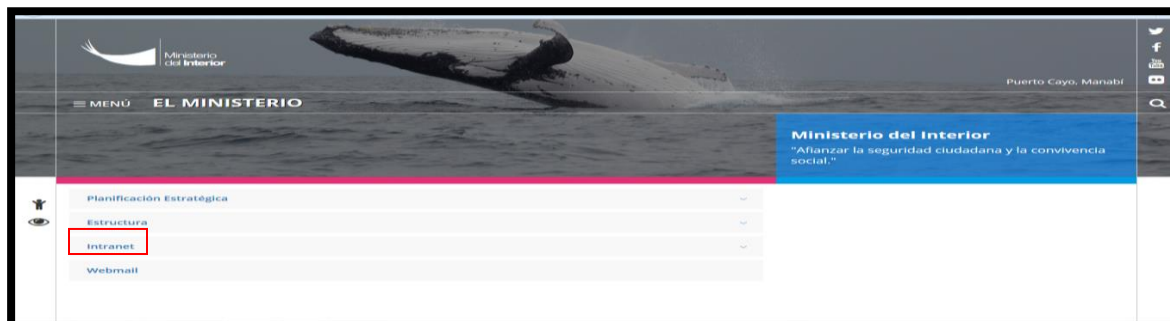 Ministerio
del Interior
Puerto Cayo, Manabí
MENÚ EL MINISTERIO
Ministerio del Interior
"Afianzar la seguridad ciudadana y la convivencia
social."
Planificación Estratégica
Estructura
Intranet
Webmail